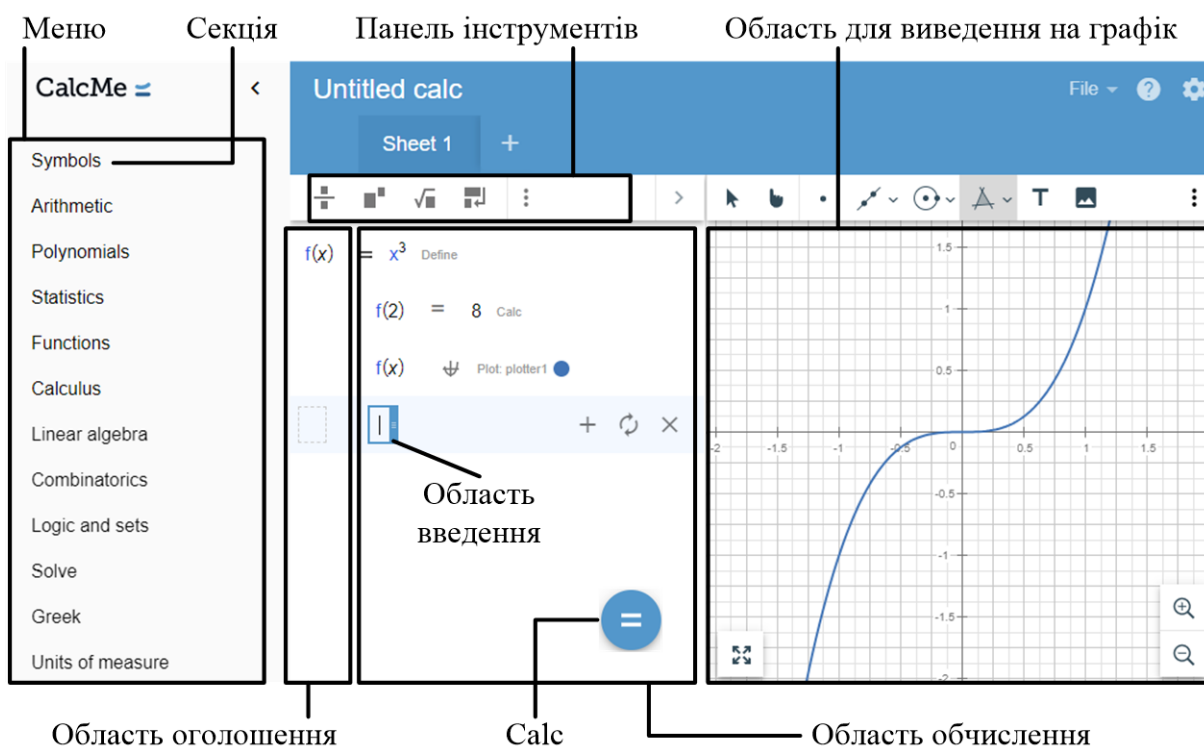 Меню Секція Панель інструментів Область для виведення на графік
CalcMe
Untitled calc
File
Sheet 1 +
Symbols
Arithmetic
Polynomials
Statistics
Functions
Calculus
Linear algebra
Combinatorics
Logic and sets
Solve
Greek
Units of measure
T
f(x) = x³ Define
f(2) = 8 Calc
f(x) Plot: plotter1
Область
введення
=
1.5
1
0.5
-2 -1.5 -1 -0.5 0 0.5 1 1.5
-0.5
-1
-1.5
-2
Область оголошення Calc Область обчислення